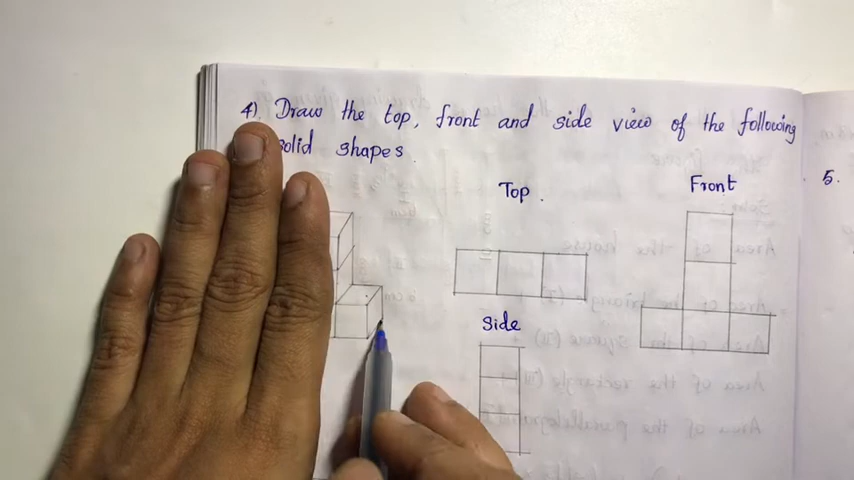 4). Draw the top, front and side view of the following
solid shapes.
Top.
Front
5.
Side